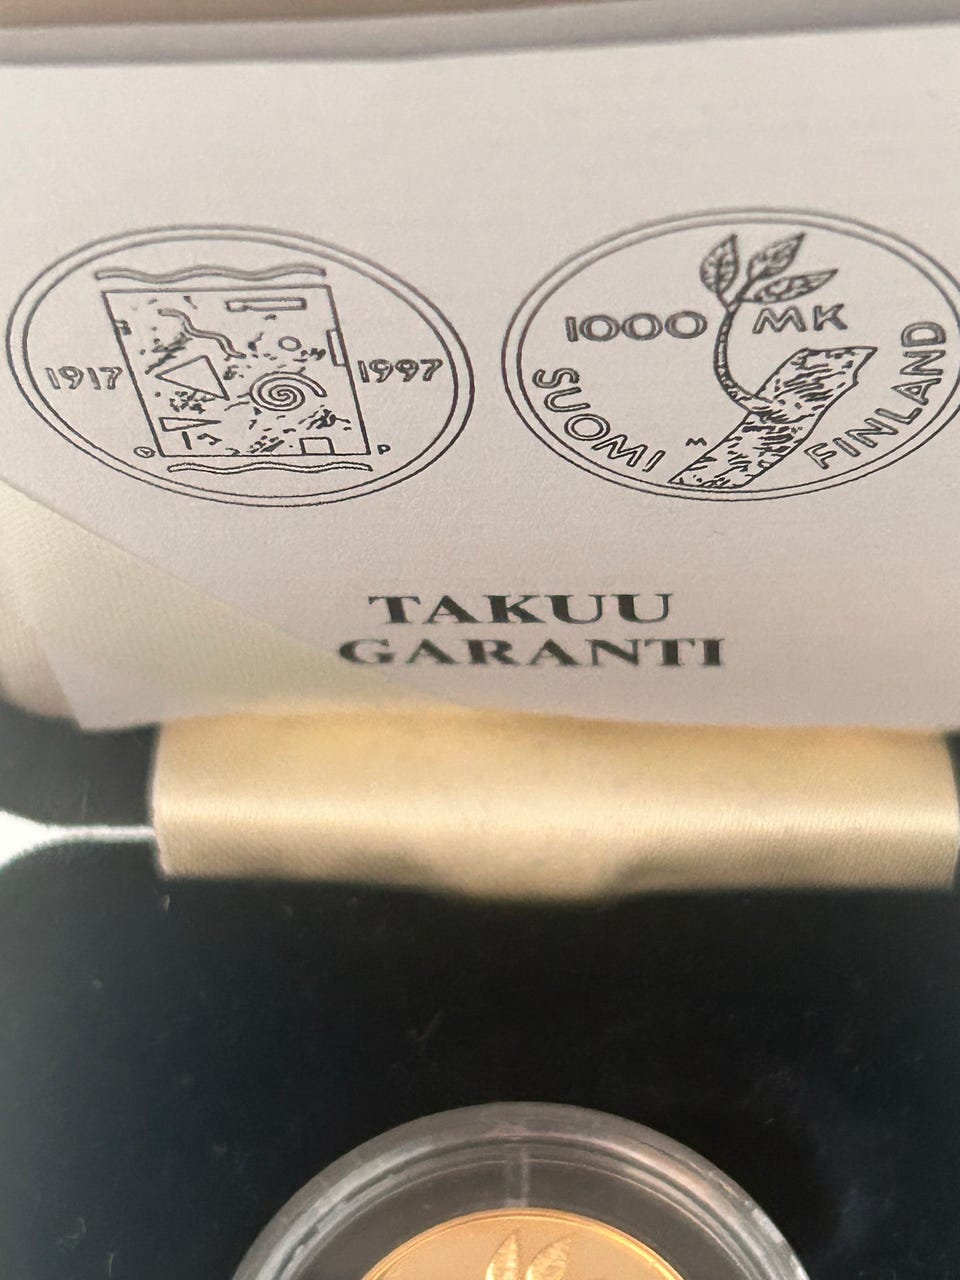 1917
1997
P
1000 MK
SUOMI M FINLAND
TAKUU
GARANTI